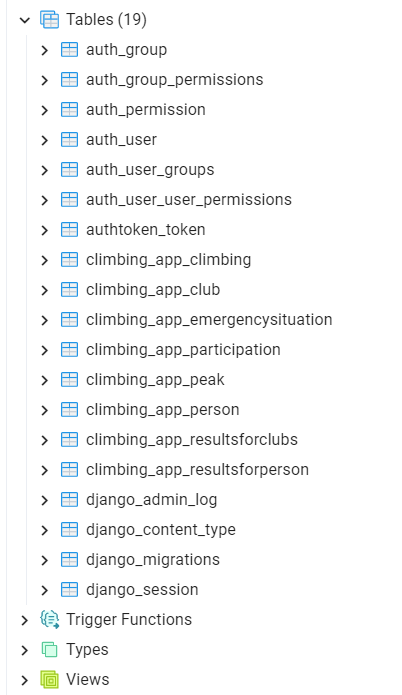 Tables (19)
auth_group
auth_group_permissions
auth_permission
auth_user
auth_user_groups
auth_user_user_permissions
authtoken_token
climbing_app_climbing
climbing_app_club
climbing_app_emergencysituation
climbing_app_participation
climbing_app_peak
climbing_app_person
climbing_app_resultsforclubs
climbing_app_resultsforperson
django_admin_log
django_content_type
django_migrations
django_session
Trigger Functions
Types
Views